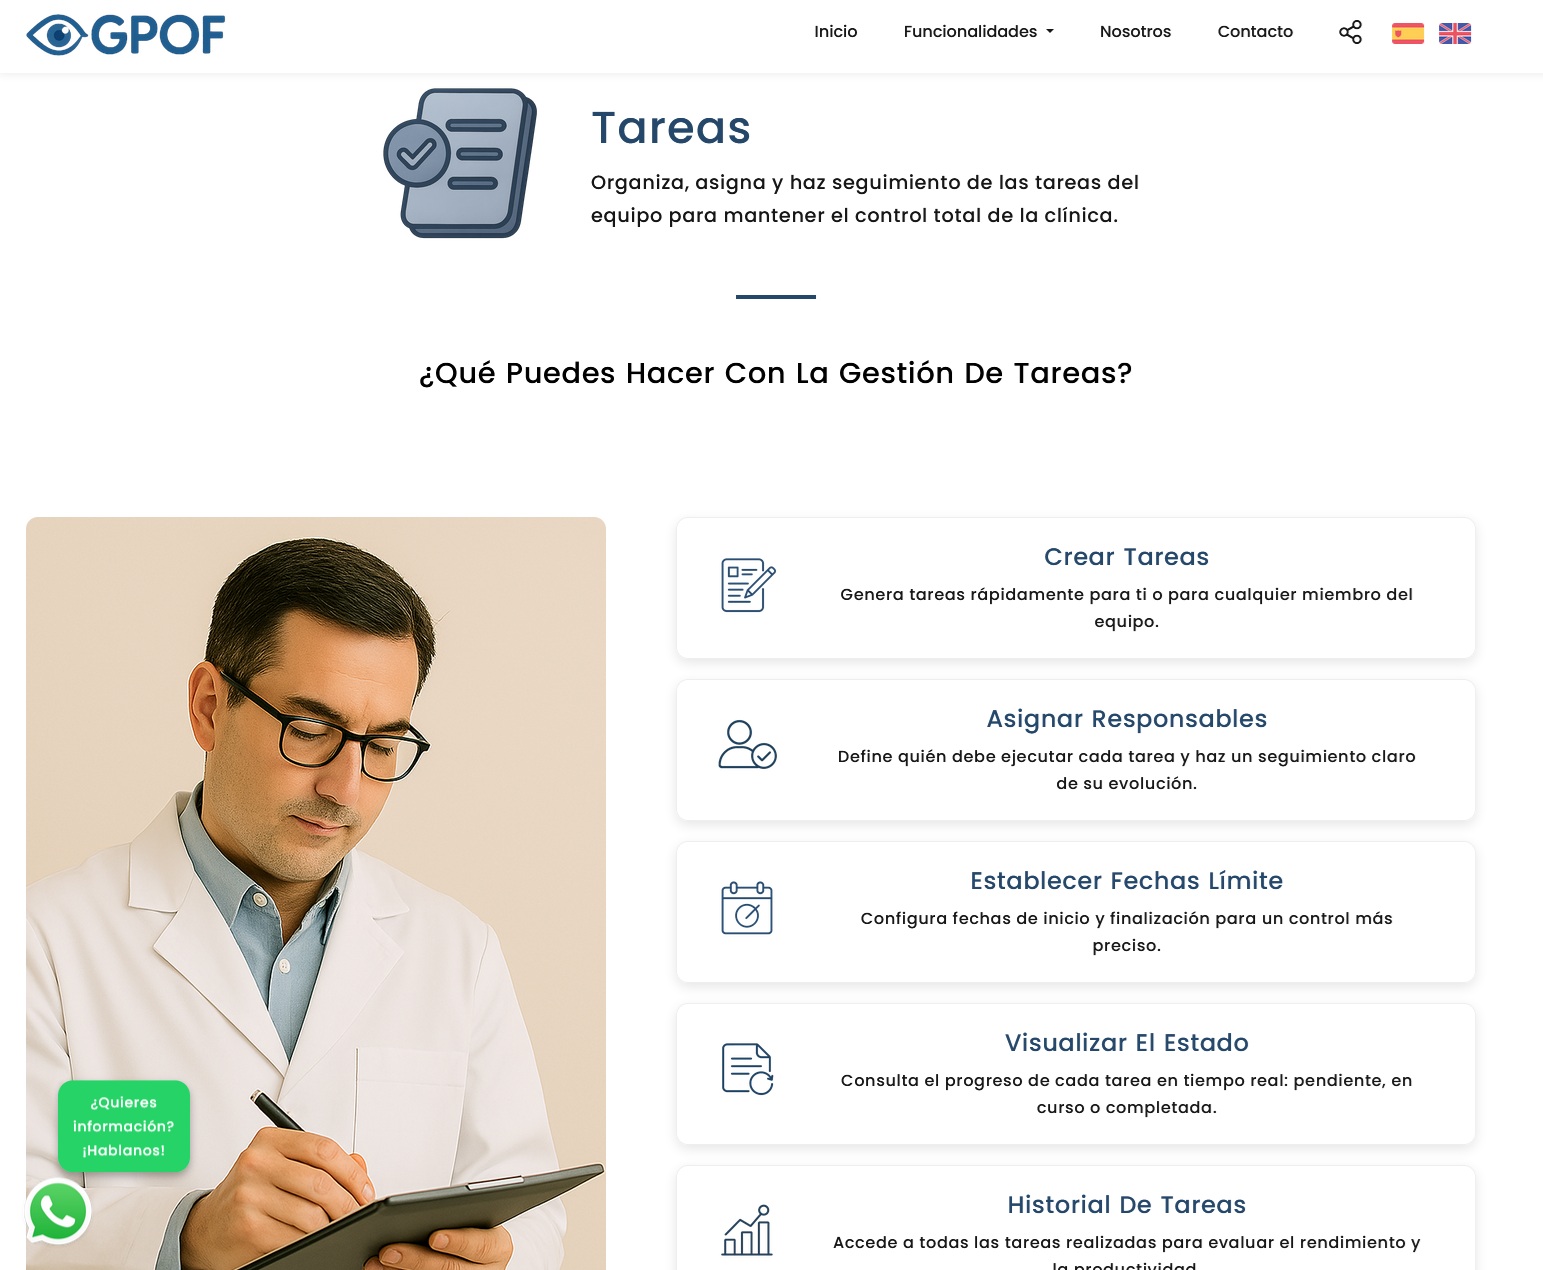 GPOF
Inicio
Funcionalidades
Nosotros
Contacto
Tareas
Organiza, asigna y haz seguimiento de las tareas del
equipo para mantener el control total de la clínica.
¿Qué Puedes Hacer Con La Gestión De Tareas?
Crear Tareas
Genera tareas rápidamente para ti o para cualquier miembro del
equipo.
Asignar Responsables
Define quién debe ejecutar cada tarea y haz un seguimiento claro
de su evolución.
Establecer Fechas Límite
Configura fechas de inicio y finalización para un control más
preciso.
Visualizar El Estado
Consulta el progreso de cada tarea en tiempo real: pendiente, en
curso o completada.
Historial De Tareas
Accede a todas las tareas realizadas para evaluar el rendimiento y
la productividad.
¿Quieres
información?
¡Hablanos!